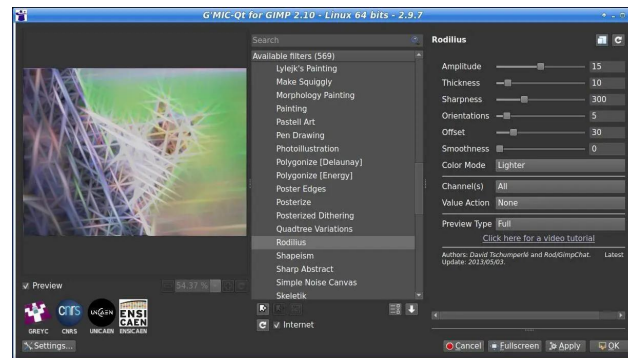 G'MIC-Qt for GIMP 2.10 - Linux 64 bits - 2.9.7
Search
Available filters (569)
Lylejk's Painting
Make Squiggly
Morphology Painting
Painting
Pastell Art
Pen Drawing
Photoillustration
Polygonize [Delaunay]
Polygonize [Energy]
Poster Edges
Posterize
Posterized Dithering
Quadtree Variations
Rodilius
Shapeism
Sharp Abstract
Simple Noise Canvas
Skeletik
Internet
Rodilius
Amplitude 15
Thickness 10
Sharpness 300
Orientations 5
Offset 30
Smoothness 0
Color Mode Lighter
Channel(s) All
Value Action None
Preview Type Full
Click here for a video tutorial
Authors: David Tschumperlé and Rod/GimpChat. Latest
Update: 2013/05/03.
Preview
54.37 %
GREYC
CNRS
UNICAEN
ENSI
CAEN
ENSICAEN
Settings...
Cancel
Fullscreen
Apply
OK